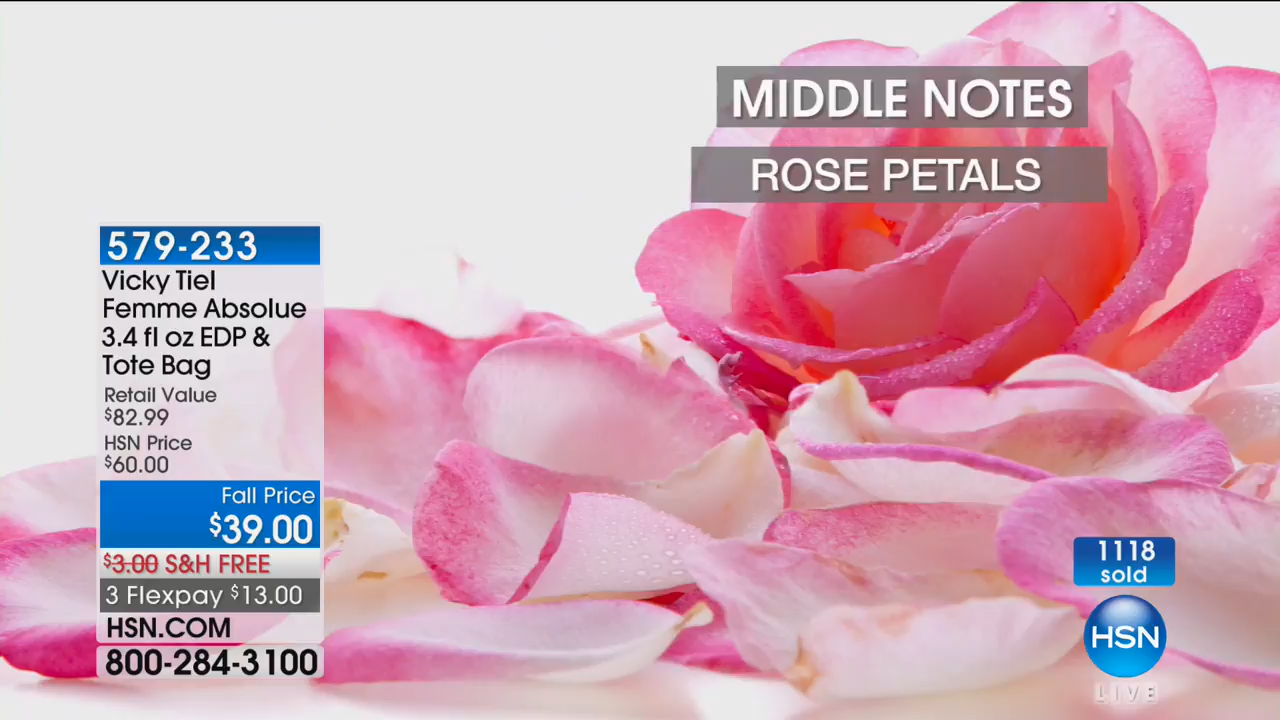 MIDDLE NOTES
ROSE PETALS
579-233
Vicky Tiel
Femme Absolue
3.4 fl oz EDP &
Tote Bag
Retail Value
$82.99
HSN Price
$60.00
Fall Price
$39.00
$3.00 S&H FREE
3 Flexpay $13.00
HSN.COM
800-284-3100
1118
sold
HSN
LIVE